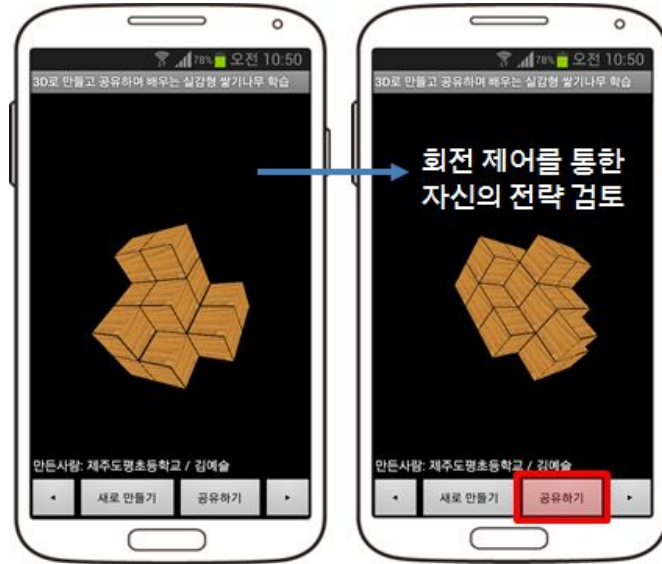 78% 오전 10:50
3D로 만들고 공유하며 배우는 실감형 쌓기나무 학습
만든사람: 제주도평초등학교 / 김예슬
◂ 새로 만들기 공유하기 ▸
78% 오전 10:50
3D로 만들고 공유하며 배우는 실감형 쌓기나무 학습
회전 제어를 통한
자신의 전략 검토
만든사람: 제주도평초등학교 / 김예슬
◂ 새로 만들기 공유하기 ▸